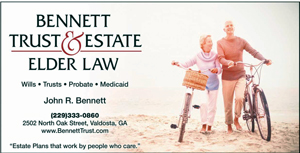 BENNETT
TRUST & ESTATE
ELDER LAW
Wills • Trusts • Probate • Medicaid
John R. Bennett
(229)333-0860
2502 North Oak Street, Valdosta, GA
www.BennettTrust.com
“Estate Plans that work by people who care.”